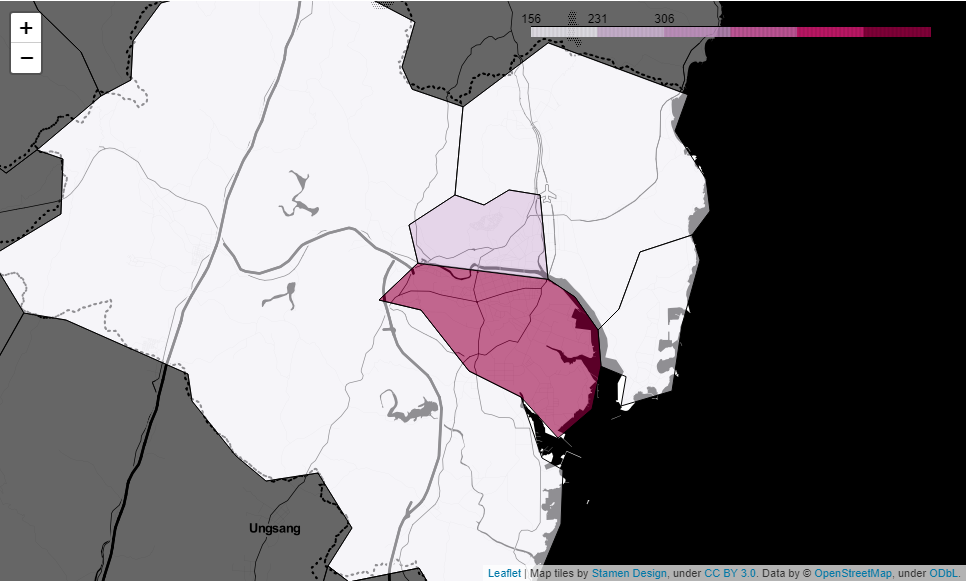 +
156 231 306
−
Ungsang
Leaflet | Map tiles by Stamen Design, under CC BY 3.0. Data by © OpenStreetMap, under ODbL.